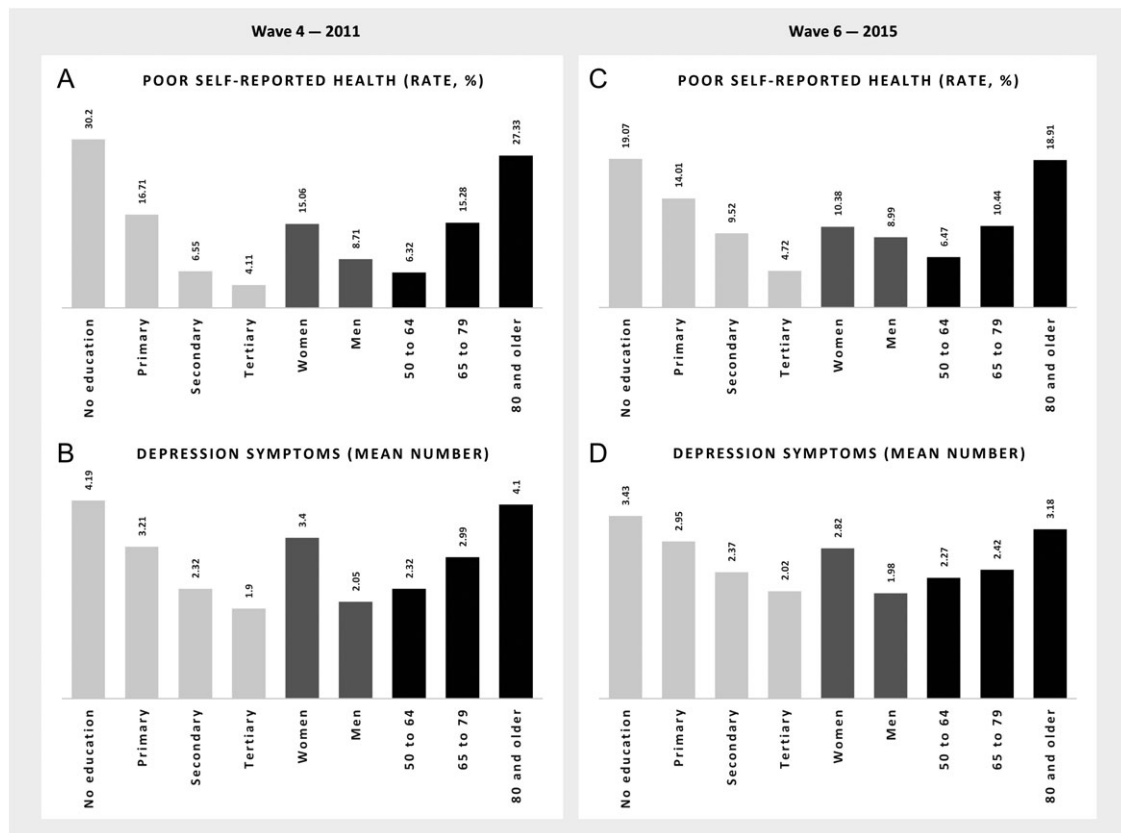 Wave 4 — 2011
A
POOR SELF-REPORTED HEALTH (RATE, %)
30.2
16.71
6.55
4.11
15.06
8.71
6.32
15.28
27.33
No education
Primary
Secondary
Tertiary
Women
Men
50 to 64
65 to 79
80 and older
B
DEPRESSION SYMPTOMS (MEAN NUMBER)
4.19
3.21
2.32
1.9
3.4
2.05
2.32
2.99
4.1
No education
Primary
Secondary
Tertiary
Women
Men
50 to 64
65 to 79
80 and older
Wave 6 — 2015
C
POOR SELF-REPORTED HEALTH (RATE, %)
19.07
14.01
9.52
4.72
10.38
8.99
6.47
10.44
18.91
No education
Primary
Secondary
Tertiary
Women
Men
50 to 64
65 to 79
80 and older
D
DEPRESSION SYMPTOMS (MEAN NUMBER)
3.43
2.95
2.37
2.02
2.82
1.98
2.27
2.42
3.18
No education
Primary
Secondary
Tertiary
Women
Men
50 to 64
65 to 79
80 and older